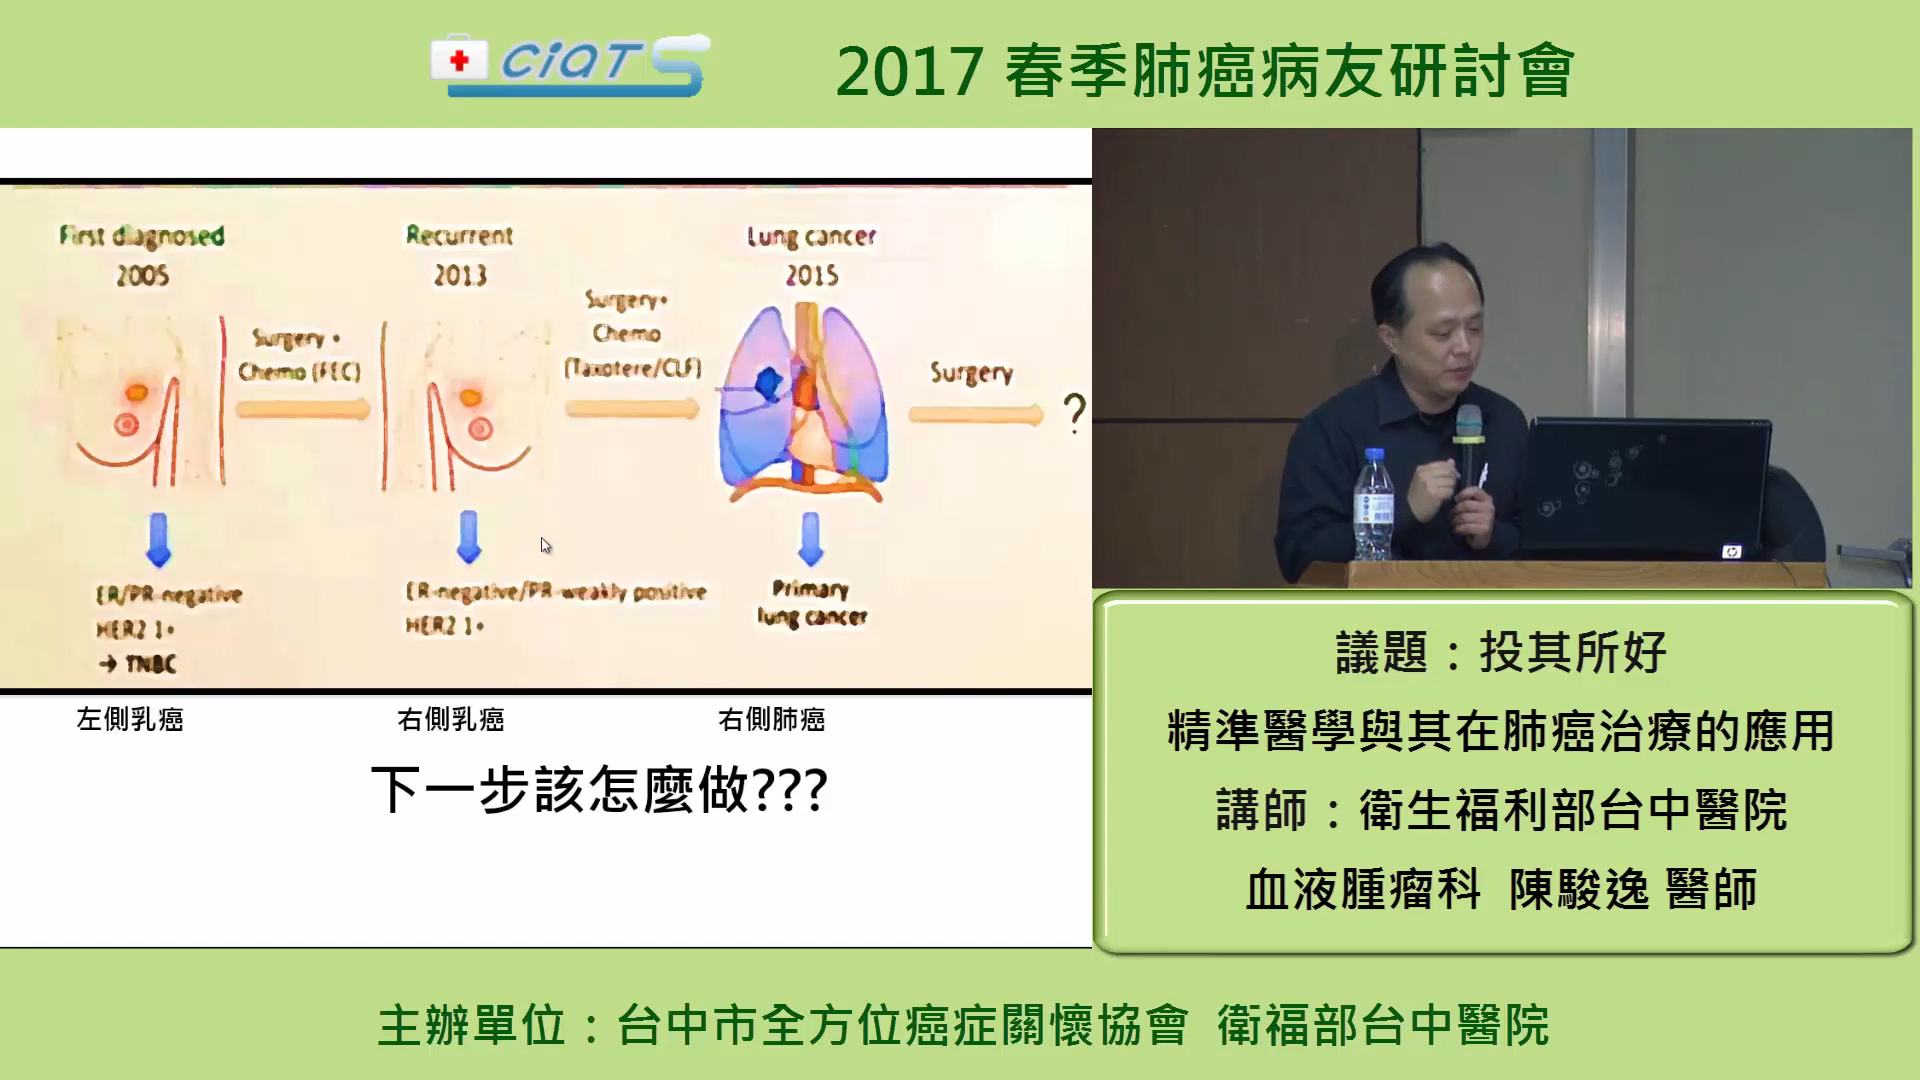 CiaTS
2017 春季肺癌病友研討會
First diagnosed
2005
Recurrent
2013
Lung cancer
2015
Surgery +
Chemo (FEC)
Surgery+
Chemo
(Taxotere/CLF)
Surgery
?
ER/PR-negative
HER2 1+
→ TNBC
ER-negative/PR-weakly positive
HER2 1+
Primary
lung cancer
左側乳癌
右側乳癌
右側肺癌
下一步該怎麼做???
hp
議題：投其所好
精準醫學與其在肺癌治療的應用
講師：衛生福利部台中醫院
血液腫瘤科 陳駿逸 醫師
主辦單位：台中市全方位癌症關懷協會 衛福部台中醫院